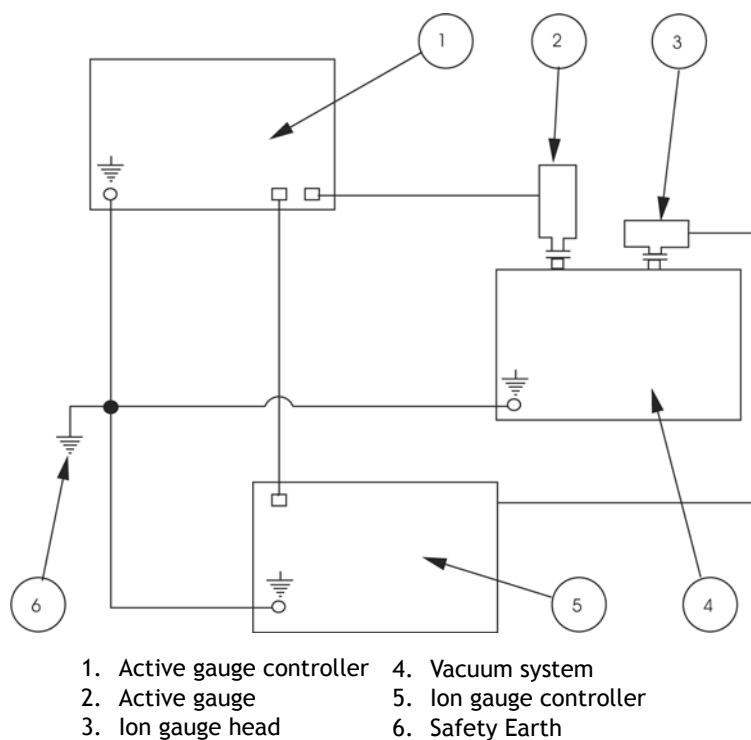 1
2
3
6
5
4
1. Active gauge controller
2. Active gauge
3. Ion gauge head
4. Vacuum system
5. Ion gauge controller
6. Safety Earth